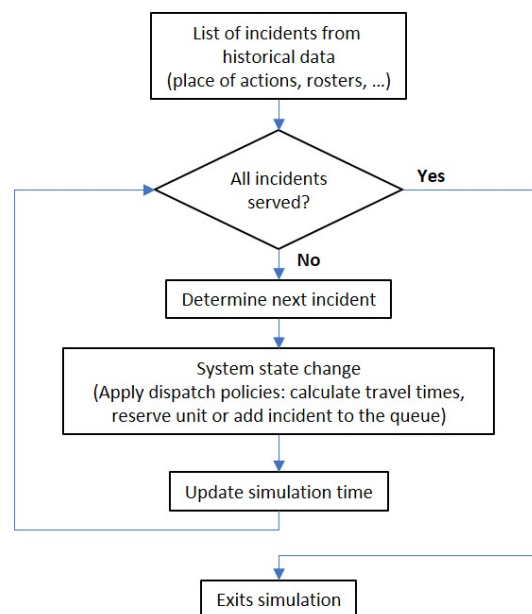 List of incidents from
historical data
(place of actions, rosters, ...)
All incidents
served?
Yes
No
Determine next incident
System state change
(Apply dispatch policies: calculate travel times,
reserve unit or add incident to the queue)
Update simulation time
Exits simulation